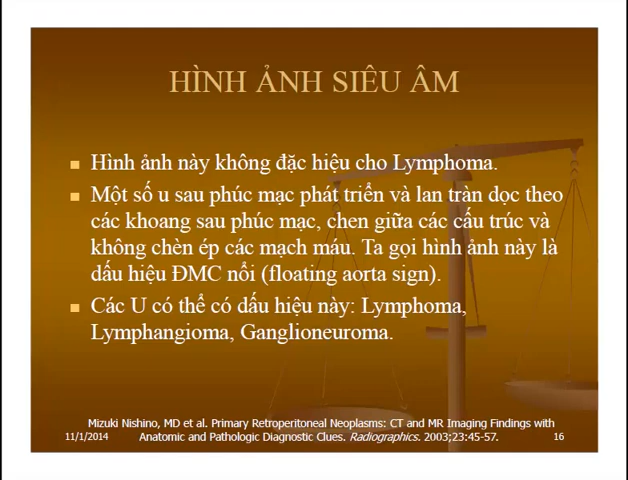 HÌNH ẢNH SIÊU ÂM
Hình ảnh này không đặc hiệu cho Lymphoma.
Một số u sau phúc mạc phát triển và lan tràn dọc theo
các khoang sau phúc mạc, chen giữa các cấu trúc và
không chèn ép các mạch máu. Ta gọi hình ảnh này là
dấu hiệu ĐMC nổi (floating aorta sign).
Các U có thể có dấu hiệu này: Lymphoma,
Lymphangioma, Ganglioneuroma.
Mizuki Nishino, MD et al. Primary Retroperitoneal Neoplasms: CT and MR Imaging Findings with
11/1/2014 Anatomic and Pathologic Diagnostic Clues. Radiographics. 2003;23:45-57. 16